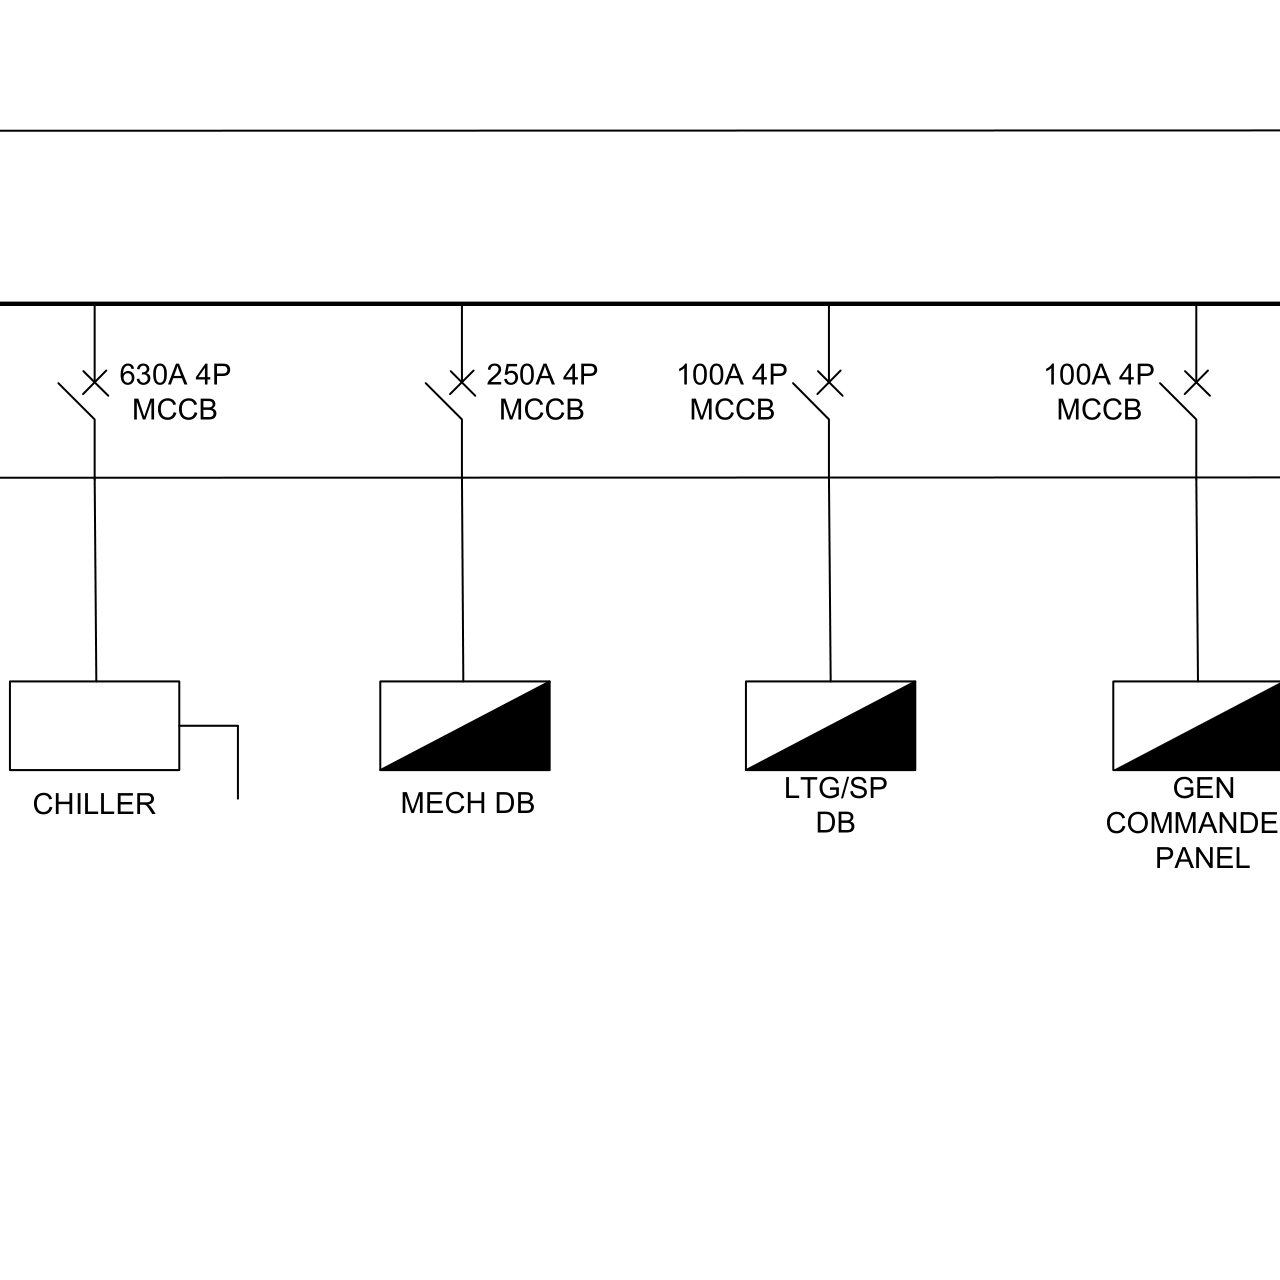 630A 4P
MCCB
250A 4P
MCCB
100A 4P
MCCB
100A 4P
MCCB
CHILLER
MECH DB
LTG/SP
DB
GEN
COMMANDE
PANEL